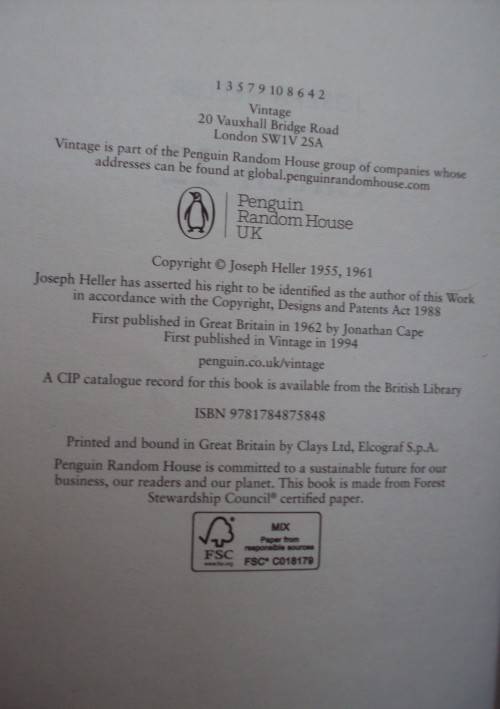 1 3 5 7 9 10 8 6 4 2
Vintage
20 Vauxhall Bridge Road
London SW1V 2SA
Vintage is part of the Penguin Random House group of companies whose
addresses can be found at global.penguinrandomhouse.com
Penguin
Random House
UK
Copyright © Joseph Heller 1955, 1961
Joseph Heller has asserted his right to be identified as the author of this Work
in accordance with the Copyright, Designs and Patents Act 1988
First published in Great Britain in 1962 by Jonathan Cape
First published in Vintage in 1994
penguin.co.uk/vintage
A CIP catalogue record for this book is available from the British Library
ISBN 9781784875848
Printed and bound in Great Britain by Clays Ltd, Elcograf S.p.A.
Penguin Random House is committed to a sustainable future for our
business, our readers and our planet. This book is made from Forest
Stewardship Council® certified paper.
FSC
www.fsc.org
MIX
Paper from
responsible sources
FSC® C018179